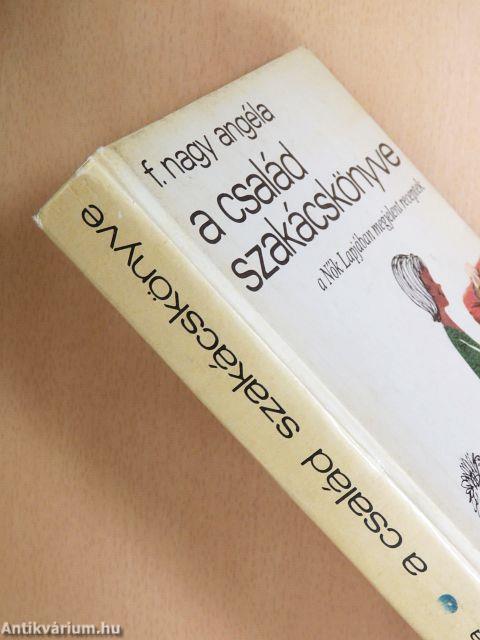 f. nagy angéla
a család
szakácskönyve
a Nők Lapjában megjelent receptek
a család szakácskönyve
Antikvárium.hu